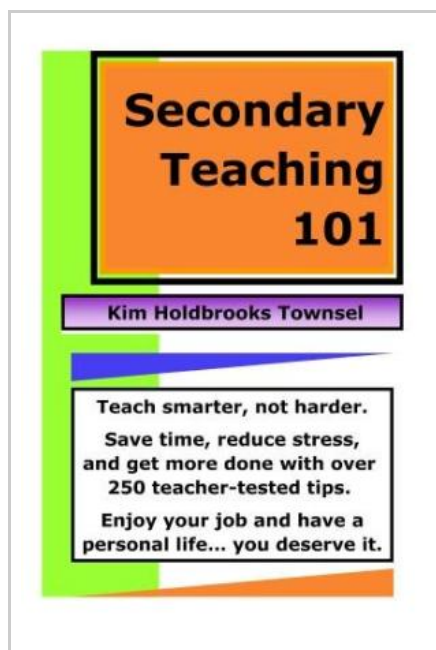 Secondary
Teaching
101
Kim Holdbrooks Townsel
Teach smarter, not harder.
Save time, reduce stress,
and get more done with over
250 teacher-tested tips.
Enjoy your job and have a
personal life... you deserve it.